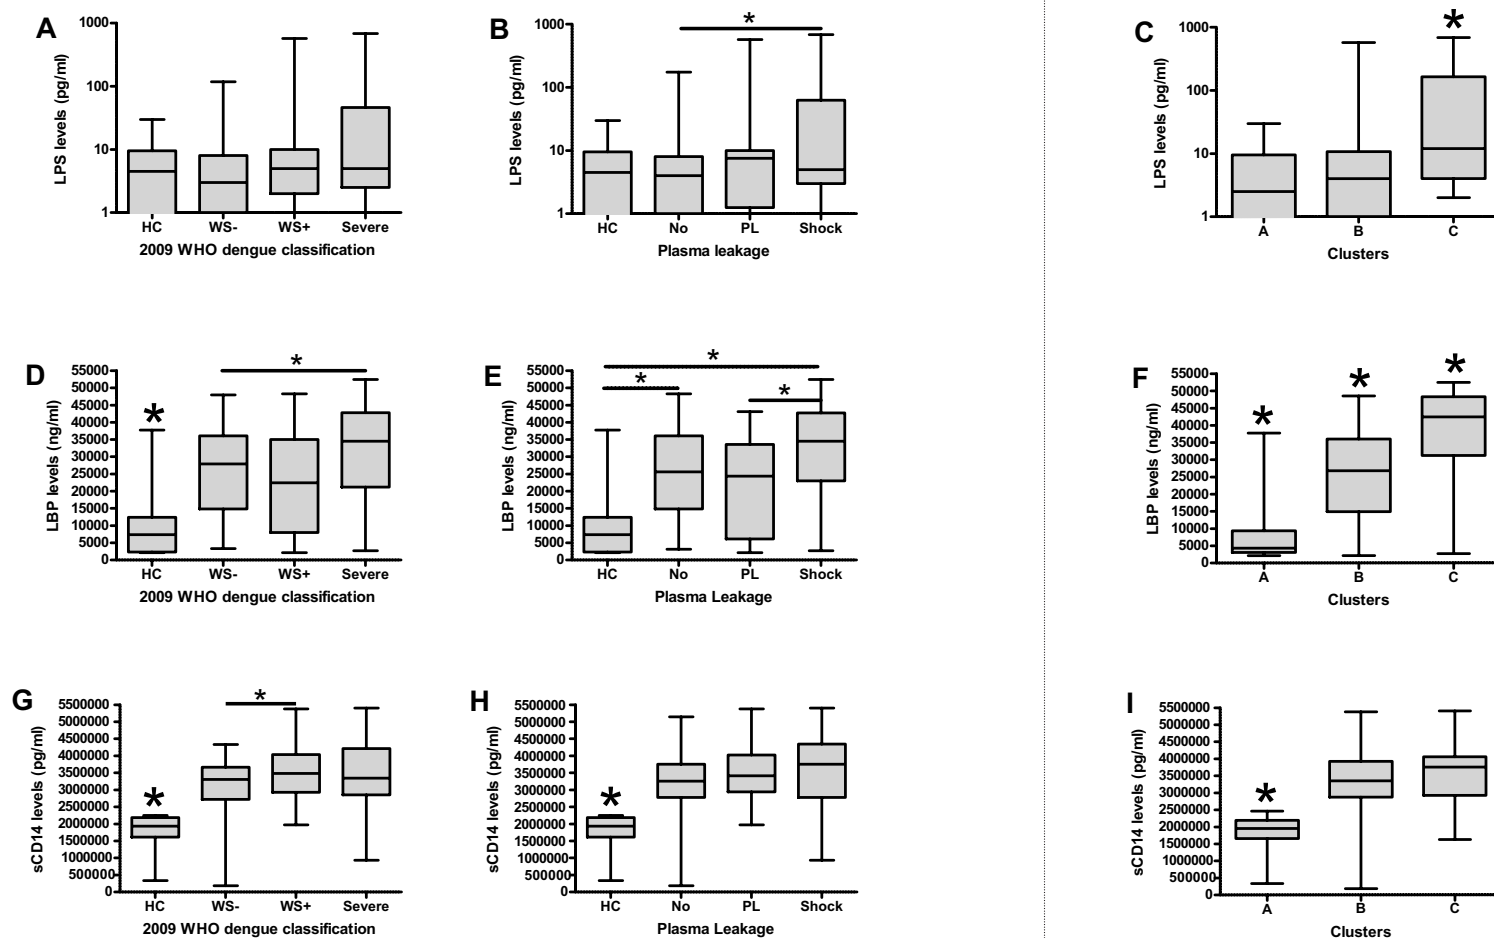 A
LPS levels (pg/ml)
1000
100
10
1
HC WS- WS+ Severe
2009 WHO dengue classification
B
LPS levels (pg/ml)
*
1000
100
10
1
HC No PL Shock
Plasma leakage
C
LPS levels (pg/ml)
*
1000
100
10
1
A B C
Clusters
D
LBP levels (ng/ml)
*
*
55000
50000
45000
40000
35000
30000
25000
20000
15000
10000
5000
0
HC WS- WS+ Severe
2009 WHO dengue classification
E
LBP levels (ng/ml)
*
* *
55000
50000
45000
40000
35000
30000
25000
20000
15000
10000
5000
0
HC No PL Shock
Plasma Leakage
F
LBP levels (ng/ml)
* * *
55000
50000
45000
40000
35000
30000
25000
20000
15000
10000
5000
0
A B C
Clusters
G
sCD14 levels (pg/ml)
*
*
5500000
5000000
4500000
4000000
3500000
3000000
2500000
2000000
1500000
1000000
500000
0
HC WS- WS+ Severe
2009 WHO dengue classification
H
sCD14 levels (pg/ml)
*
5500000
5000000
4500000
4000000
3500000
3000000
2500000
2000000
1500000
1000000
500000
0
HC No PL Shock
Plasma Leakage
I
sCD14 levels (pg/ml)
*
5500000
5000000
4500000
4000000
3500000
3000000
2500000
2000000
1500000
1000000
500000
0
A B C
Clusters